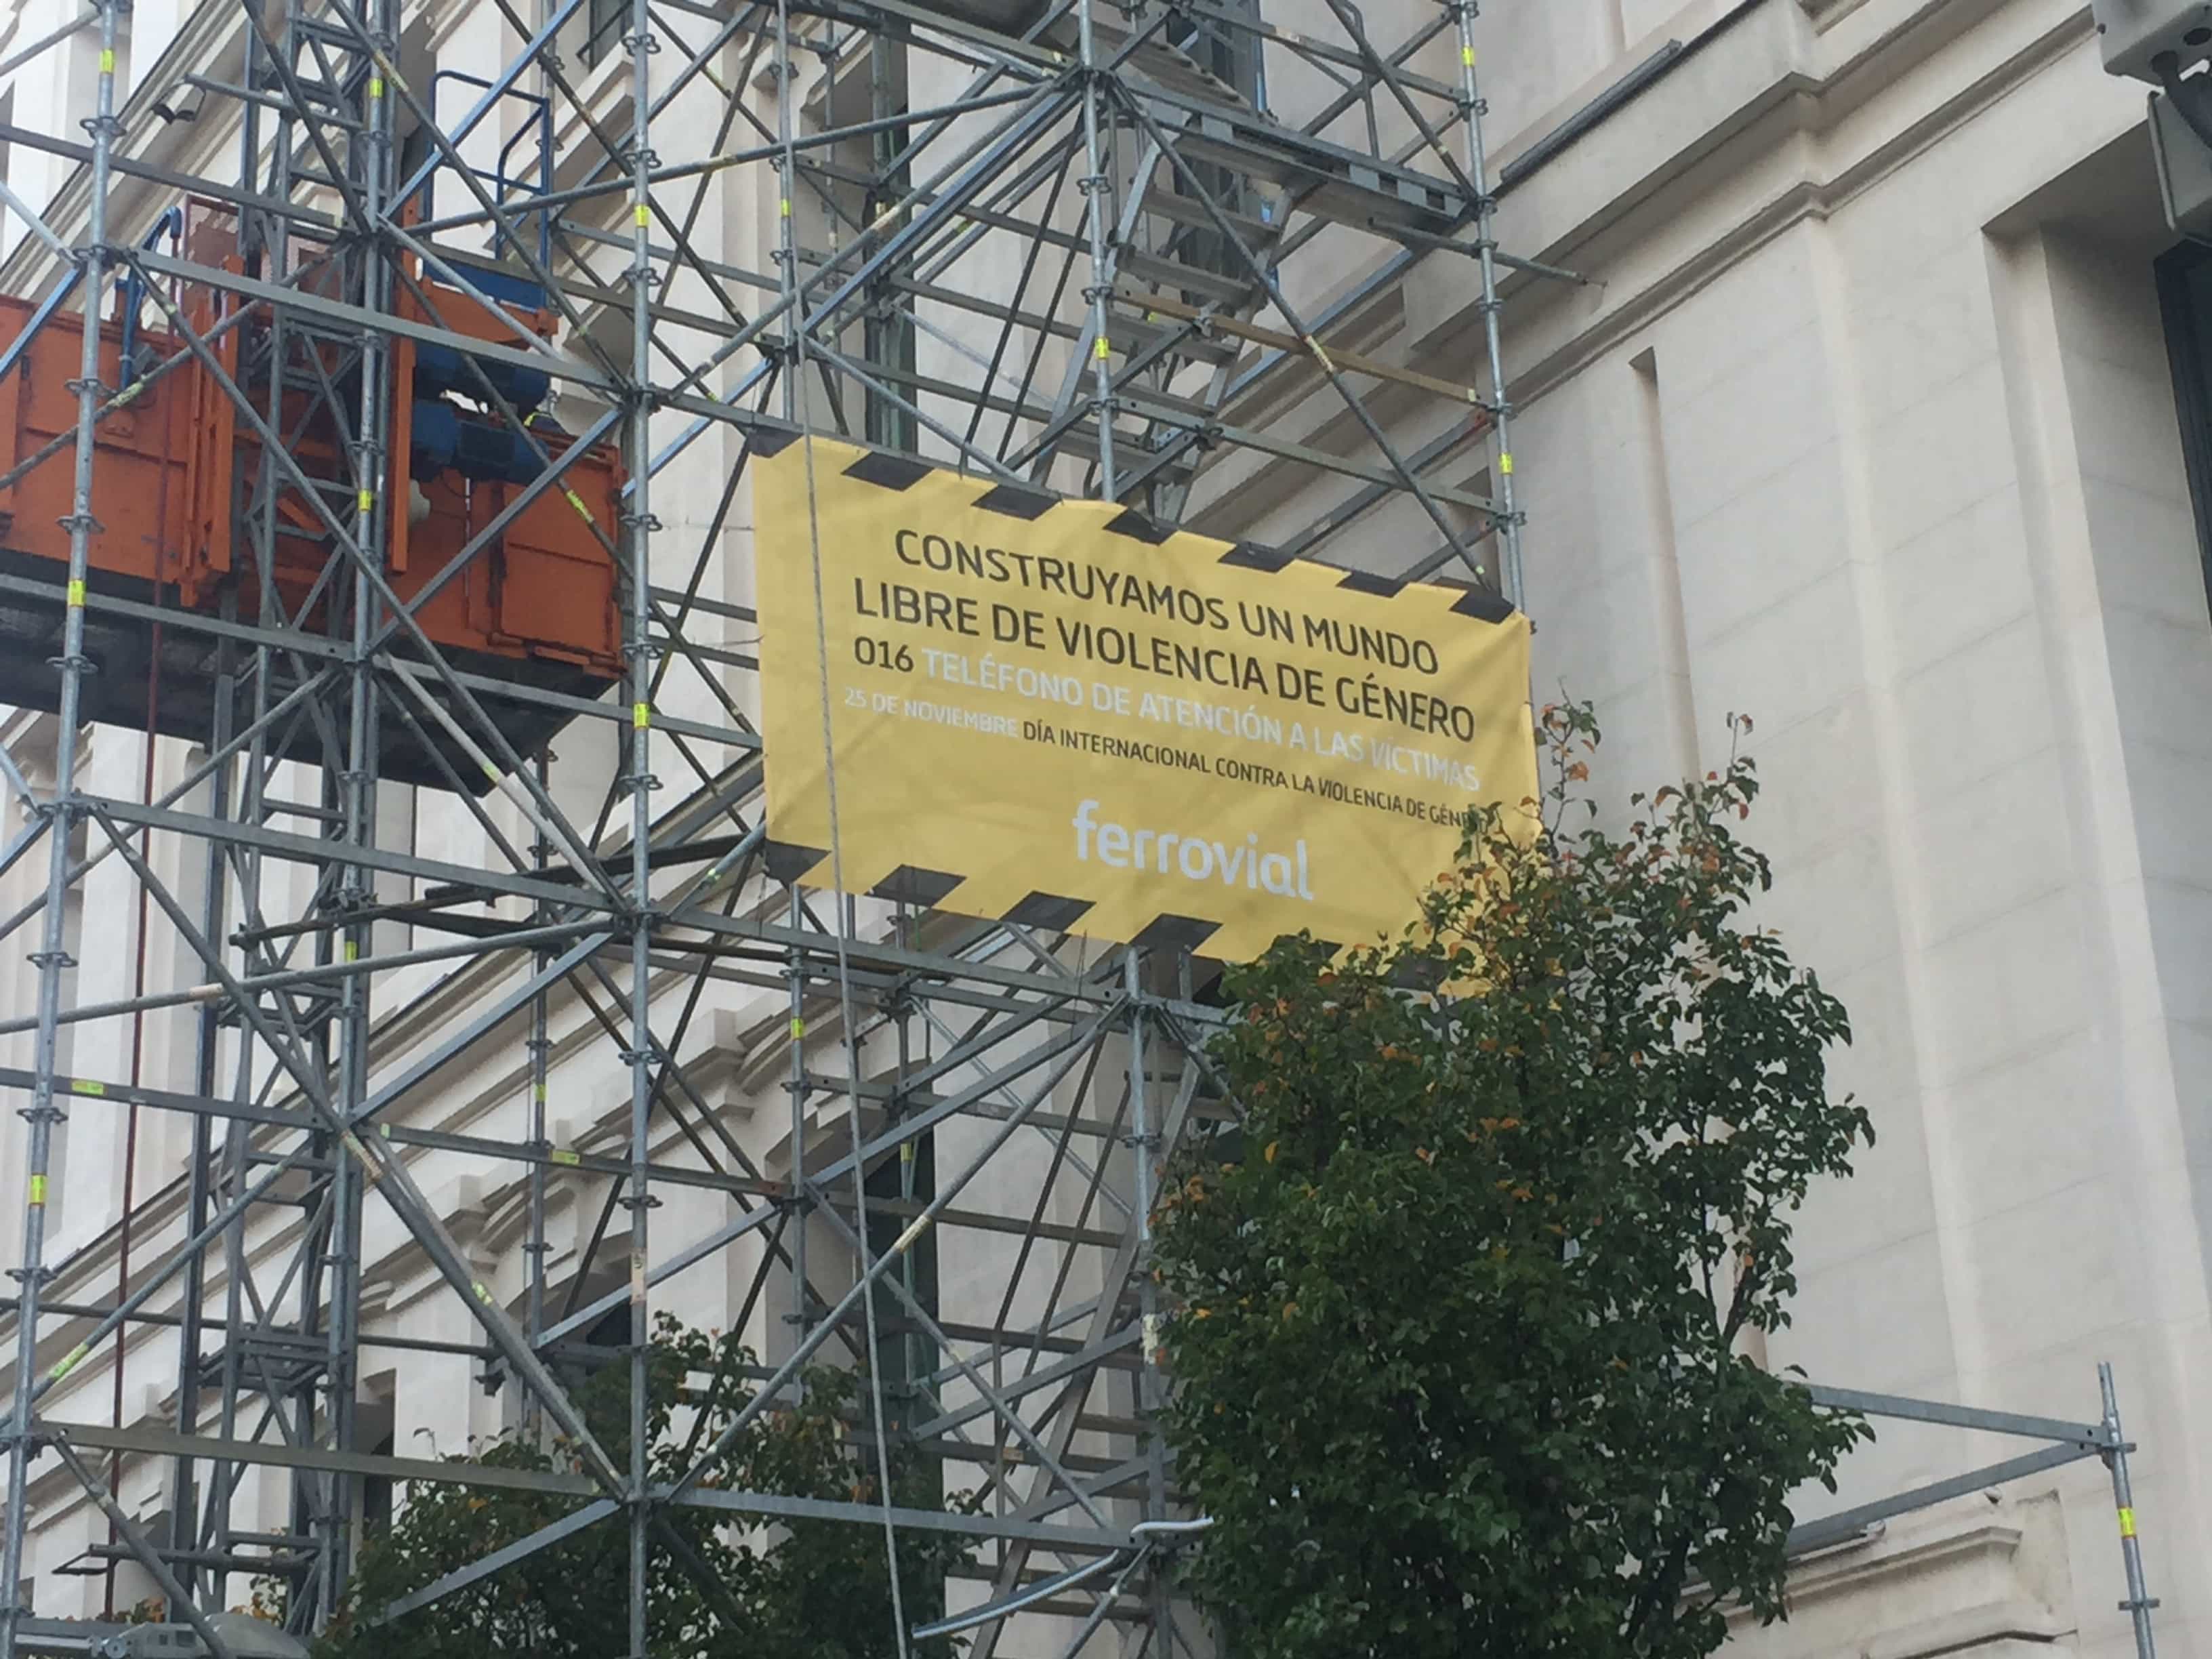 CONSTRUYAMOS UN MUNDO
LIBRE DE VIOLENCIA DE GÉNERO
016 TELÉFONO DE ATENCIÓN A LAS VÍCTIMAS
25 DE NOVIEMBRE DÍA INTERNACIONAL CONTRA LA VIOLENCIA DE GÉNERO
ferrovial